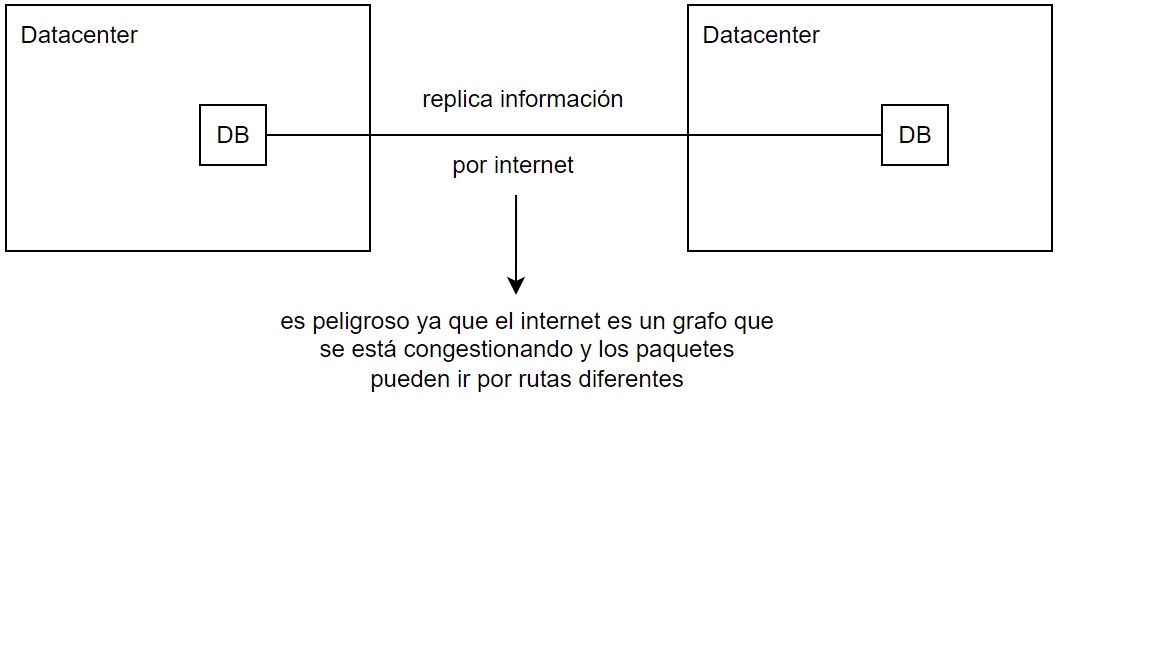 Datacenter
Datacenter
replica información
DB
DB
por internet
es peligroso ya que el internet es un grafo que
se está congestionando y los paquetes
pueden ir por rutas diferentes